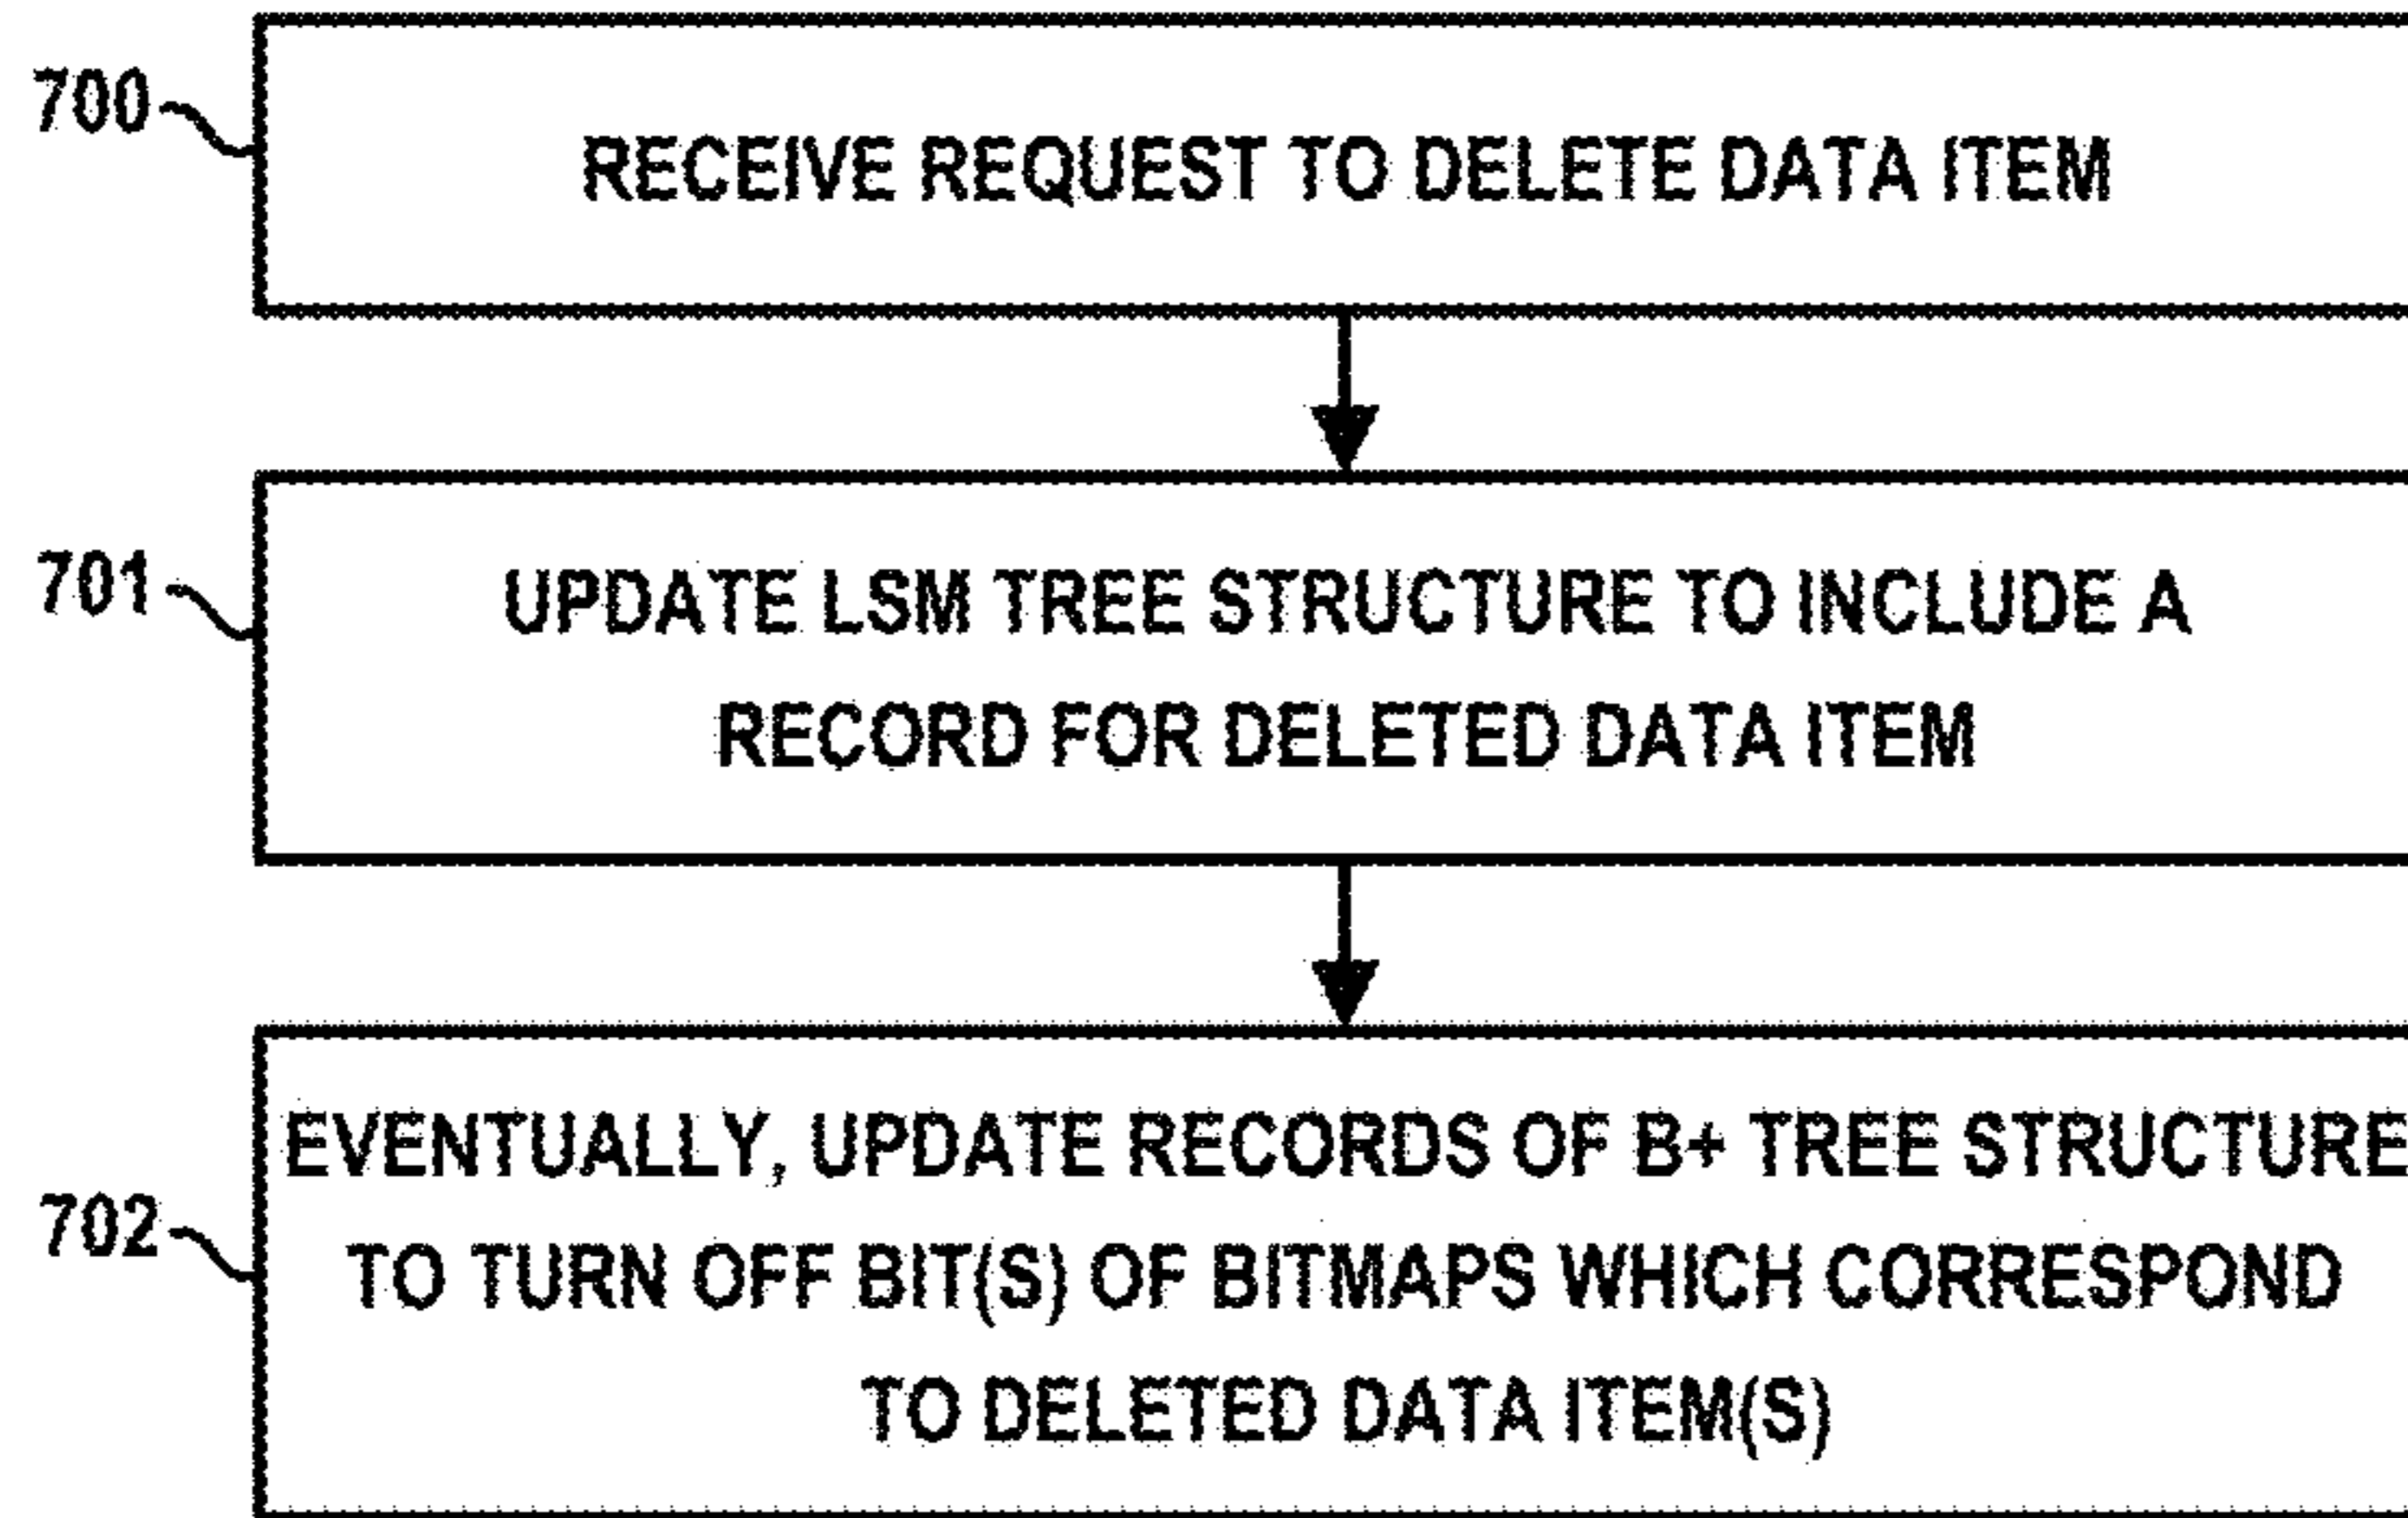 700
RECEIVE REQUEST TO DELETE DATA ITEM
701
UPDATE LSM TREE STRUCTURE TO INCLUDE A
RECORD FOR DELETED DATA ITEM
702
EVENTUALLY, UPDATE RECORDS OF B+ TREE STRUCTURE
TO TURN OFF BIT(S) OF BITMAPS WHICH CORRESPOND
TO DELETED DATA ITEM(S)